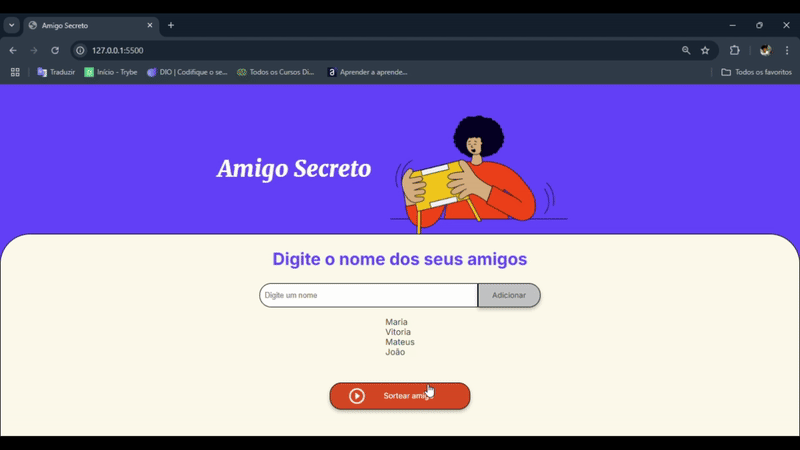 Amigo Secreto
127.0.0.1:5500
Traduzir
Início - Trybe
DIO | Codifique o se...
Todos os Cursos Di...
Aprender a aprende...
Todos os favoritos
Amigo Secreto
Digite o nome dos seus amigos
Digite um nome
Adicionar
Maria
Vitoria
Mateus
João
Sortear amigo